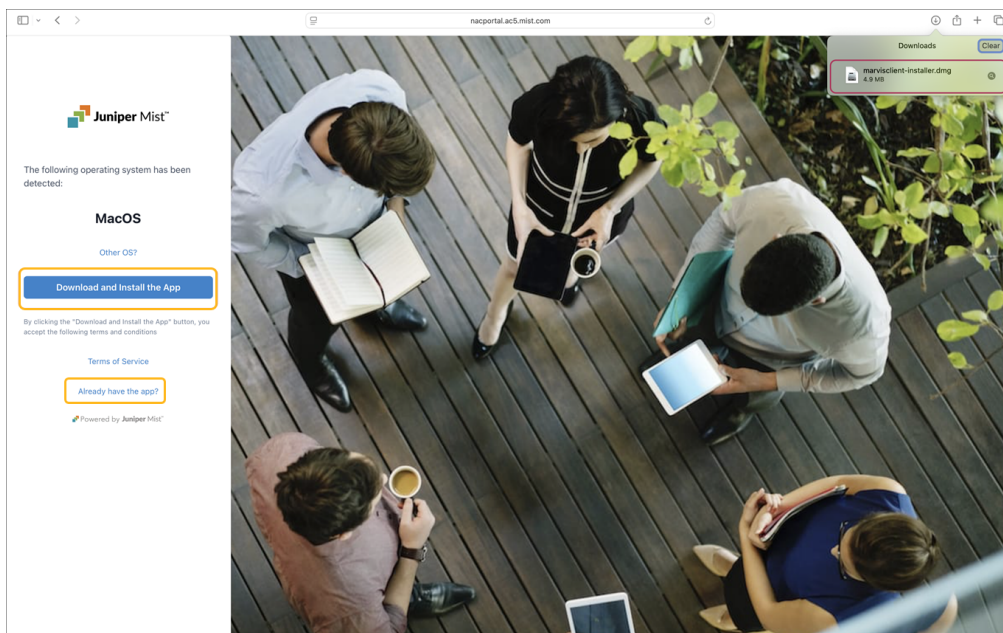 nacportal.ac5.mist.com
Downloads
Clear
marvisclient-installer.dmg
4.9 MB
Juniper Mist™
The following operating system has been
detected:
MacOS
Other OS?
Download and Install the App
By clicking the "Download and Install the App" button, you
accept the following terms and conditions
Terms of Service
Already have the app?
Powered by Juniper Mist™